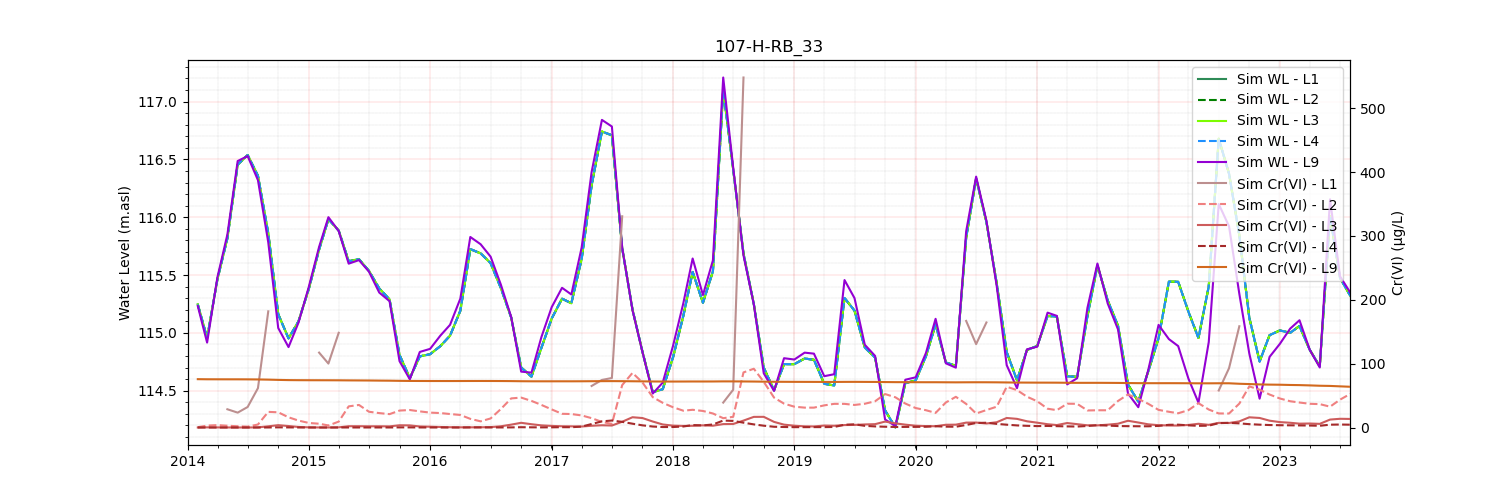 107-H-RB_33
117.0
116.5
116.0
115.5
115.0
114.5
Water Level (m.asl)
500
400
300
200
100
0
Cr(VI) (µg/L)
Sim WL - L1
Sim WL - L2
Sim WL - L3
Sim WL - L4
Sim WL - L9
Sim Cr(VI) - L1
Sim Cr(VI) - L2
Sim Cr(VI) - L3
Sim Cr(VI) - L4
Sim Cr(VI) - L9
2014 2015 2016 2017 2018 2019 2020 2021 2022 2023